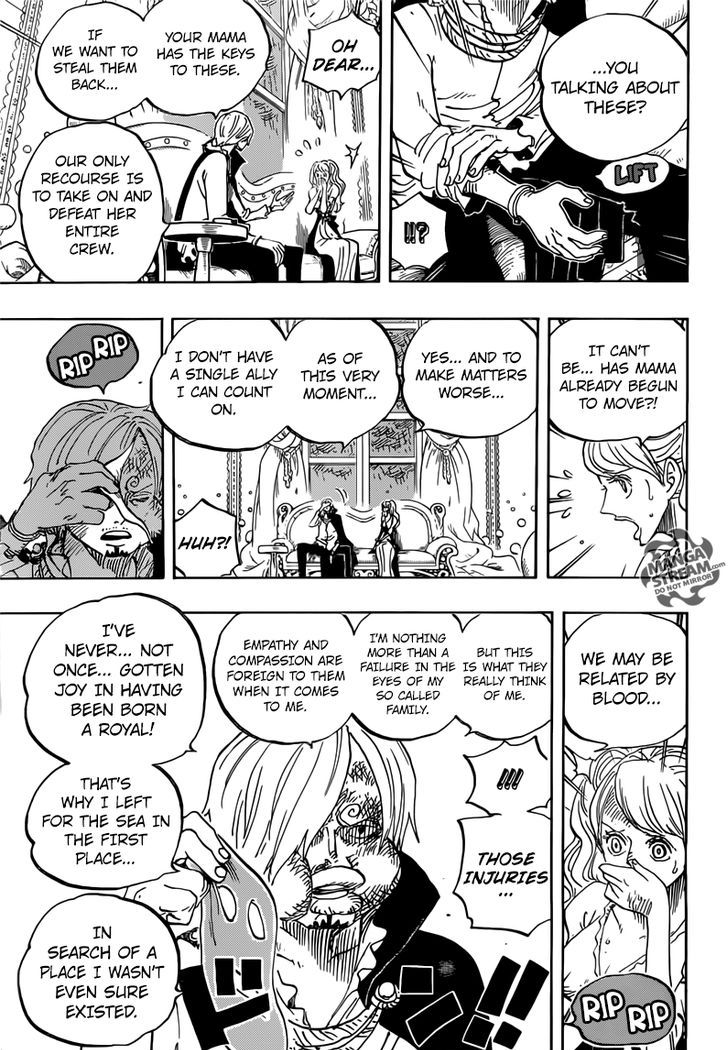 ...YOU
TALKING ABOUT
THESE?
LIFT
!!?
OH
DEAR...
YOUR MAMA
HAS THE KEYS
TO THESE.
IF
WE WANT TO
STEAL THEM
BACK...
OUR ONLY
RECOURSE IS
TO TAKE ON AND
DEFEAT HER
ENTIRE
CREW.
IT CAN'T
BE... HAS MAMA
ALREADY BEGUN
TO MOVE?!
YES... AND TO
MAKE MATTERS
WORSE...
AS OF
THIS VERY
MOMENT...
I DON'T HAVE
A SINGLE ALLY
I CAN COUNT
ON.
HUH?!
RIP RIP
MANGA
STREAM.com
DO NOT MIRROR
WE MAY BE
RELATED BY
BLOOD...
RIP
RIP
BUT THIS
IS WHAT THEY
REALLY THINK
OF ME.
I'M NOTHING
MORE THAN A
FAILURE IN THE
EYES OF MY
SO CALLED
FAMILY.
EMPATHY AND
COMPASSION ARE
FOREIGN TO THEM
WHEN IT COMES
TO ME.
!!!
THOSE
INJURIES
...
ドン!!
I'VE
NEVER... NOT
ONCE... GOTTEN
JOY IN HAVING
BEEN BORN
A ROYAL!
THAT'S
WHY I LEFT
FOR THE SEA IN
THE FIRST
PLACE...
IN
SEARCH OF A
PLACE I WASN'T
EVEN SURE
EXISTED.